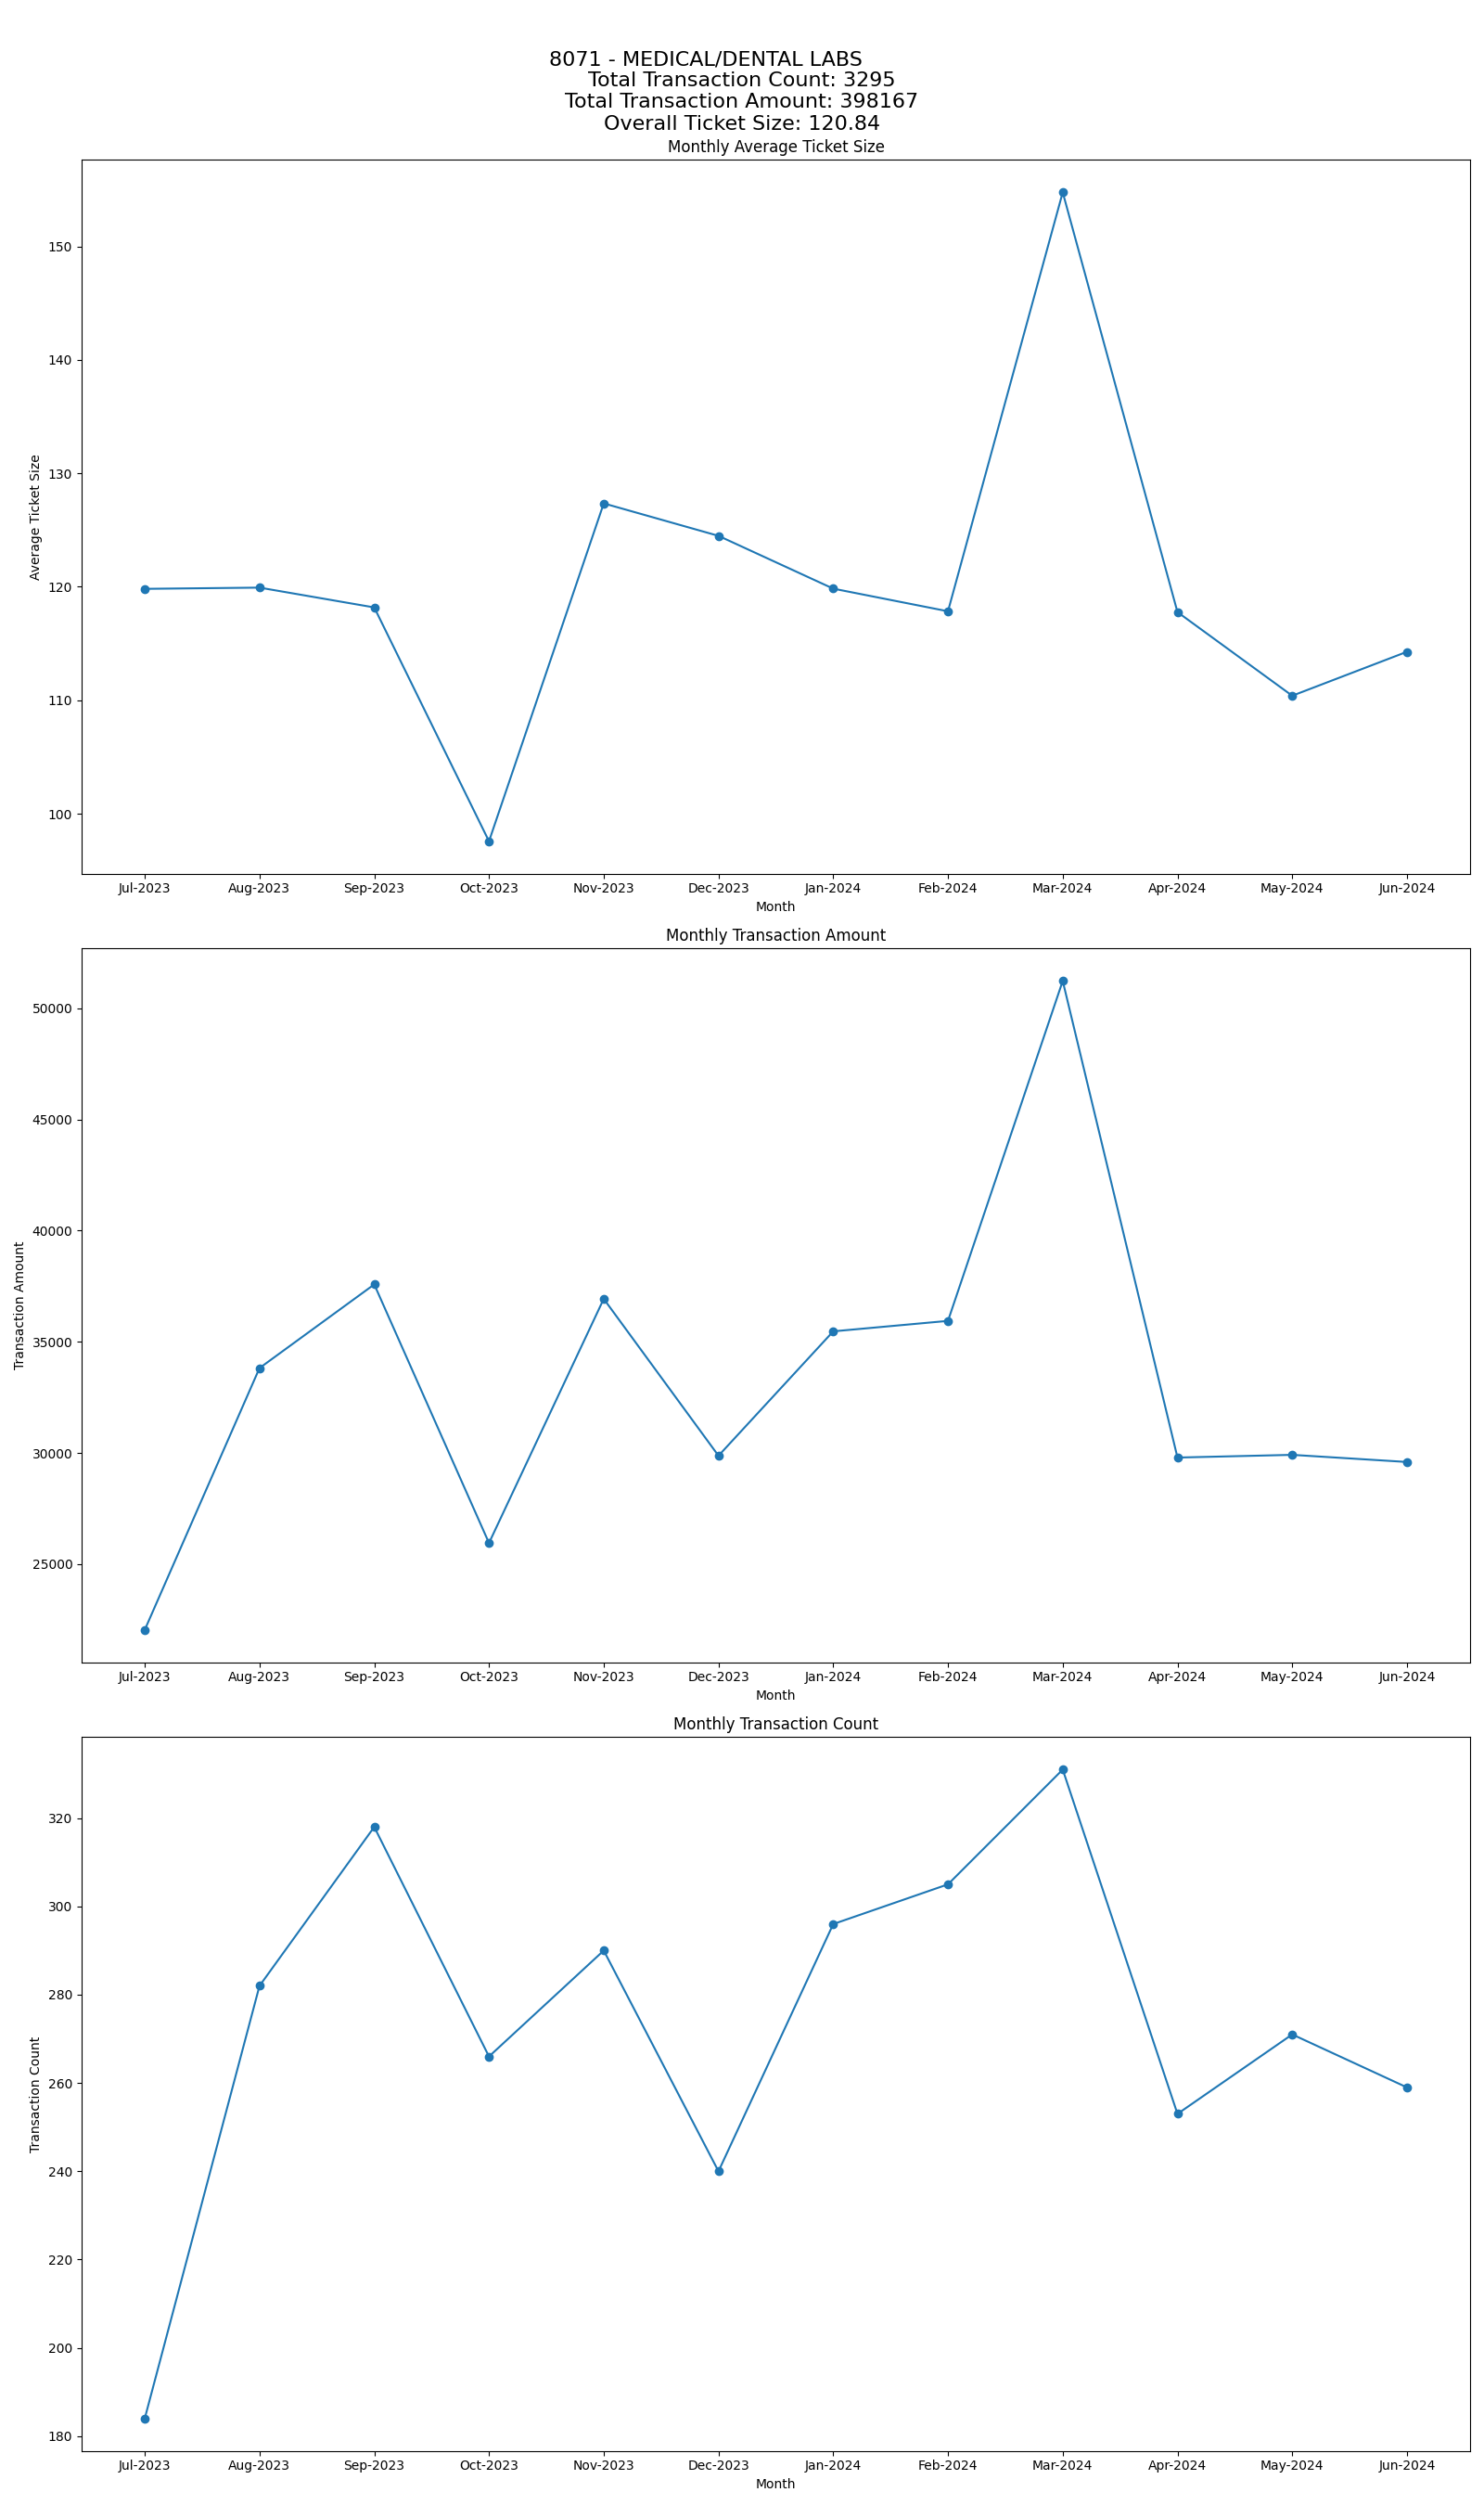 8071 - MEDICAL/DENTAL LABS
Total Transaction Count: 3295
Total Transaction Amount: 398167
Overall Ticket Size: 120.84
Monthly Average Ticket Size
150
140
130
120
110
100
Average Ticket Size
Jul-2023 Aug-2023 Sep-2023 Oct-2023 Nov-2023 Dec-2023 Jan-2024 Feb-2024 Mar-2024 Apr-2024 May-2024 Jun-2024
Month
Monthly Transaction Amount
50000
45000
40000
35000
30000
25000
Transaction Amount
Jul-2023 Aug-2023 Sep-2023 Oct-2023 Nov-2023 Dec-2023 Jan-2024 Feb-2024 Mar-2024 Apr-2024 May-2024 Jun-2024
Month
Monthly Transaction Count
320
300
280
260
240
220
200
180
Transaction Count
Jul-2023 Aug-2023 Sep-2023 Oct-2023 Nov-2023 Dec-2023 Jan-2024 Feb-2024 Mar-2024 Apr-2024 May-2024 Jun-2024
Month